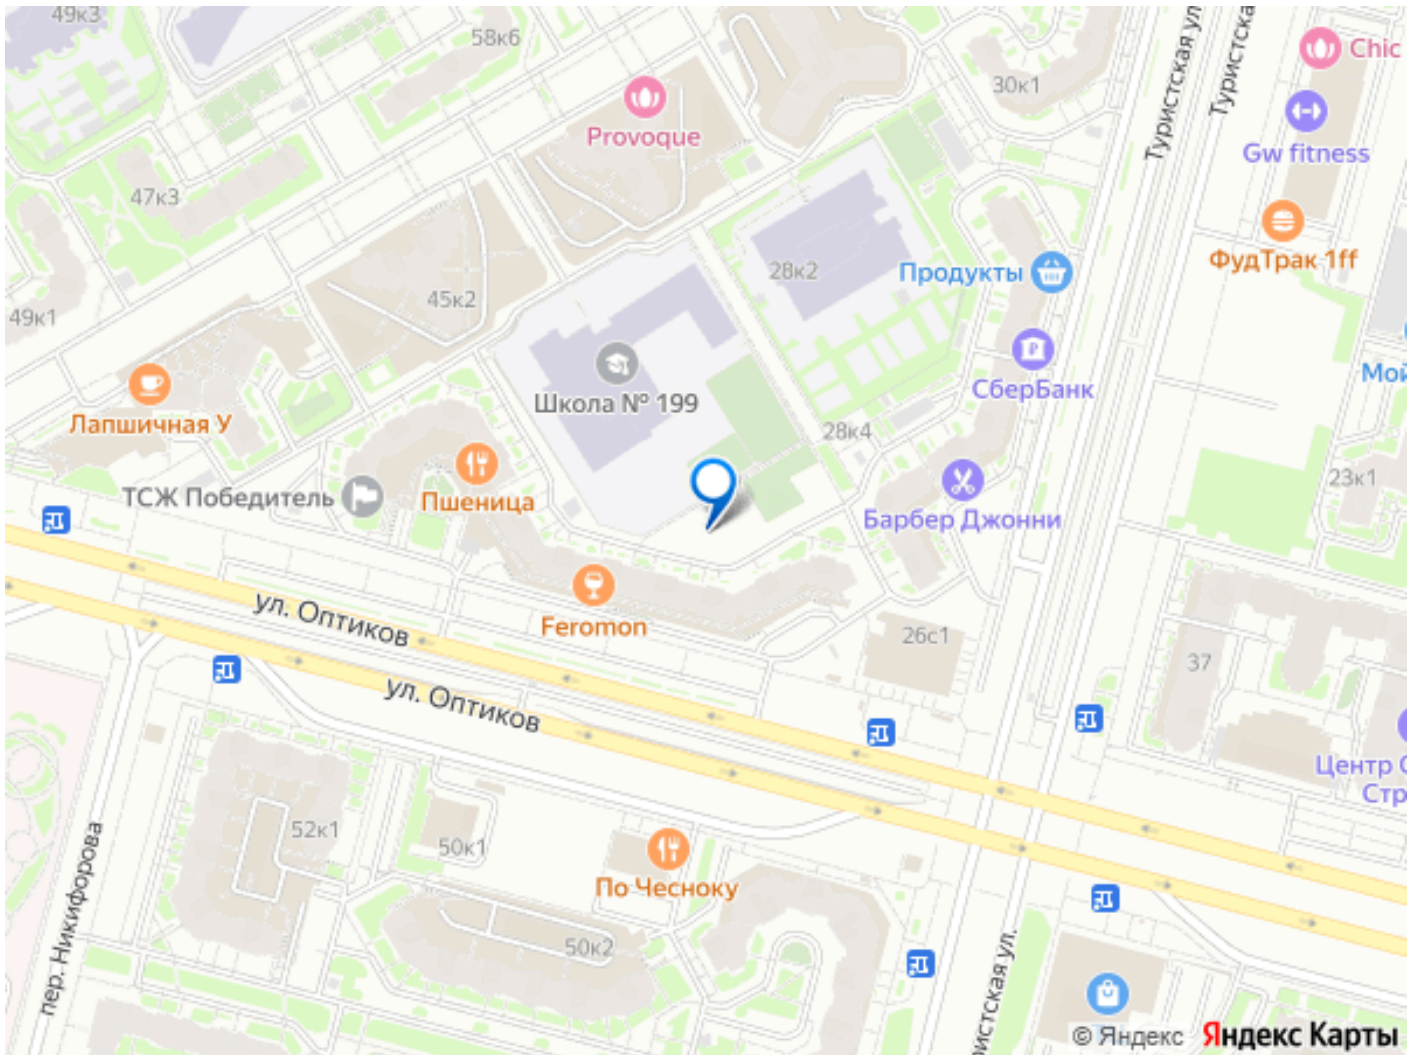 49к3
58к6
30к1
Туристская ул
Туристска
Chic
Provoque
Gw fitness
47к3
ФудТрак 1ff
28к2
Продукты
45к2
49к1
СберБанк
Мой
Лапшичная У
Школа № 199
28к4
23к1
ТСЖ Победитель
Пшеница
Барбер Джонни
ул. Оптиков
Feromon
26с1
37
ул. Оптиков
Центр С
Стр
52к1
50к1
По Чесноку
пер. Никифорова
50к2
ристская ул.
© Яндекс Яндекс Карты